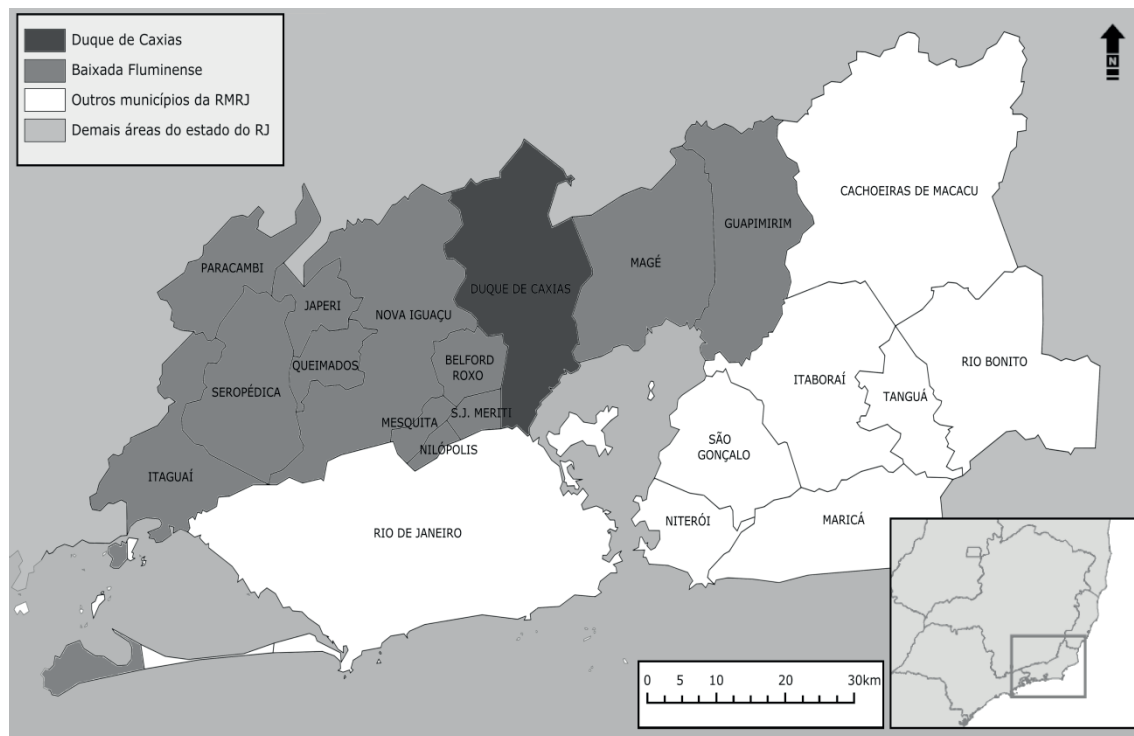 Duque de Caxias
Baixada Fluminense
Outros municípios da RMRJ
Demais áreas do estado do RJ
N
CACHOEIRAS DE MACACU
GUAPIMIRIM
MAGÉ
PARACAMBI
DUQUE DE CAXIAS
JAPERI
NOVA IGUAÇU
BELFORD
ROXO
QUEIMADOS
RIO BONITO
ITABORAÍ
TANGUÁ
SEROPÉDICA
S.J. MERITI
MESQUITA
NILÓPOLIS
SÃO
GONÇALO
ITAGUAÍ
NITERÓI
MARICÁ
RIO DE JANEIRO
0 5 10 20 30km